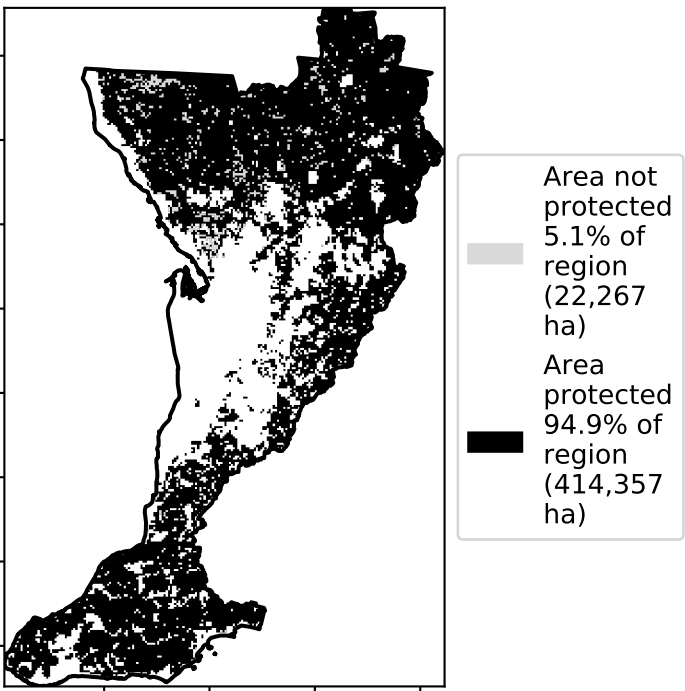 Area not
protected
5.1% of
region
(22,267
ha)
Area
protected
94.9% of
region
(414,357
ha)